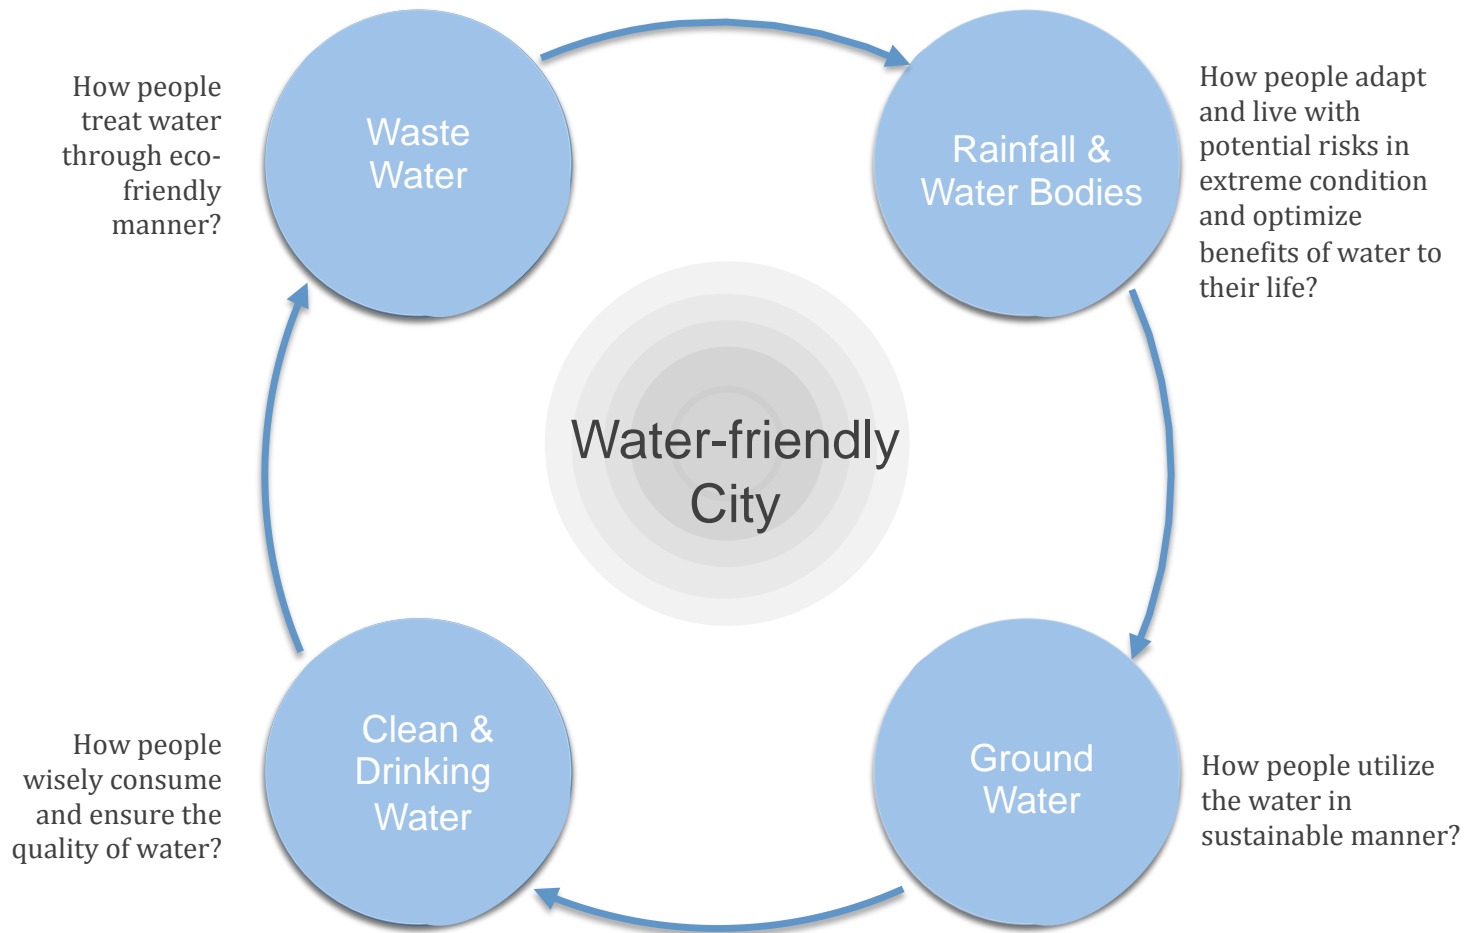 How people
treat water
through eco-
friendly
manner?
Waste
Water
Rainfall &
Water Bodies
How people adapt
and live with
potential risks in
extreme condition
and optimize
benefits of water to
their life?
Water-friendly
City
How people
wisely consume
and ensure the
quality of water?
Clean &
Drinking
Water
Ground
Water
How people utilize
the water in
sustainable manner?